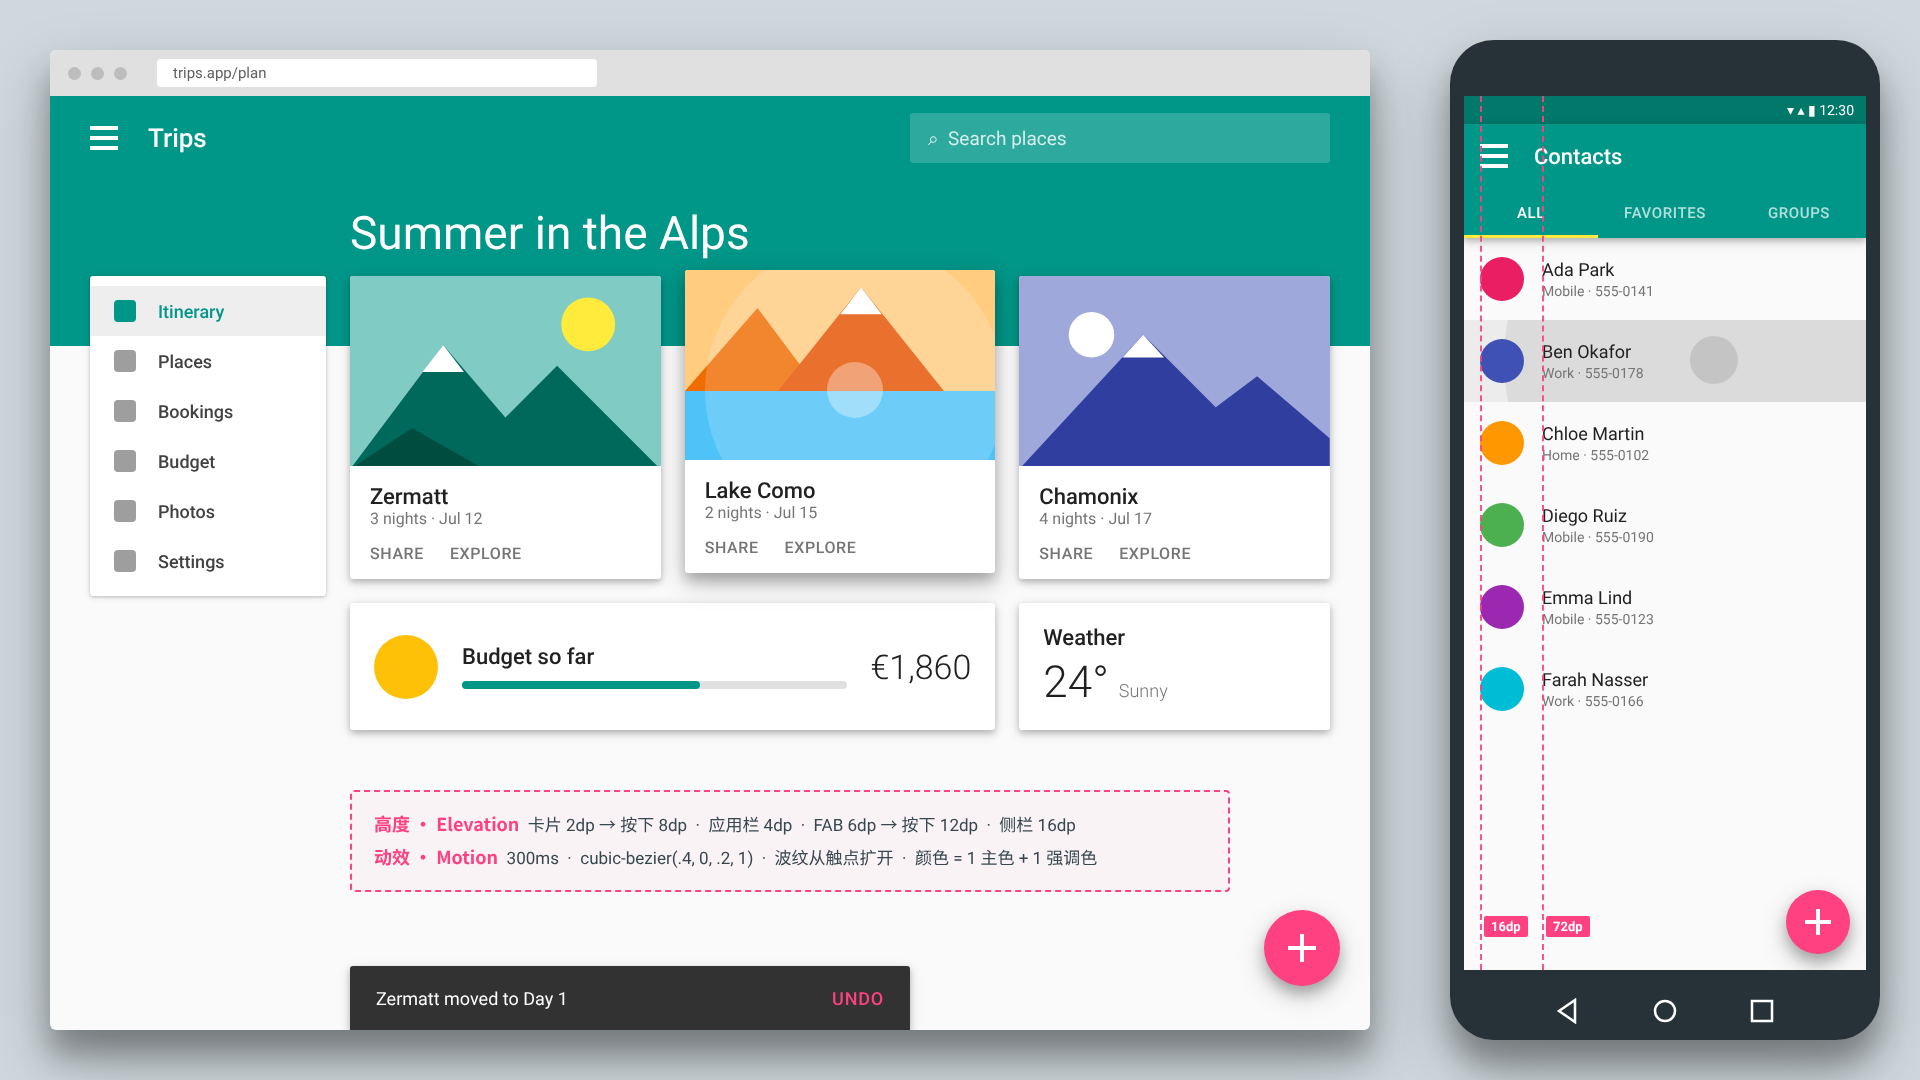 trips.app/plan
Trips
Search places
Summer in the Alps
Itinerary
Places
Bookings
Budget
Photos
Settings
Zermatt
3 nights · Jul 12
SHARE EXPLORE
Lake Como
2 nights · Jul 15
SHARE EXPLORE
Chamonix
4 nights · Jul 17
SHARE EXPLORE
Budget so far
€1,860
Weather
24° Sunny
高度 • Elevation 卡片 2dp → 按下 8dp · 应用栏 4dp · FAB 6dp → 按下 12dp · 侧栏 16dp
动效 • Motion 300ms · cubic-bezier(.4, 0, .2, 1) · 波纹从触点扩开 · 颜色 = 1 主色 + 1 强调色
Zermatt moved to Day 1 UNDO
12:30
Contacts
ALL FAVORITES GROUPS
Ada Park
Mobile · 555-0141
Ben Okafor
Work · 555-0178
Chloe Martin
Home · 555-0102
Diego Ruiz
Mobile · 555-0190
Emma Lind
Mobile · 555-0123
Farah Nasser
Work · 555-0166
16dp 72dp